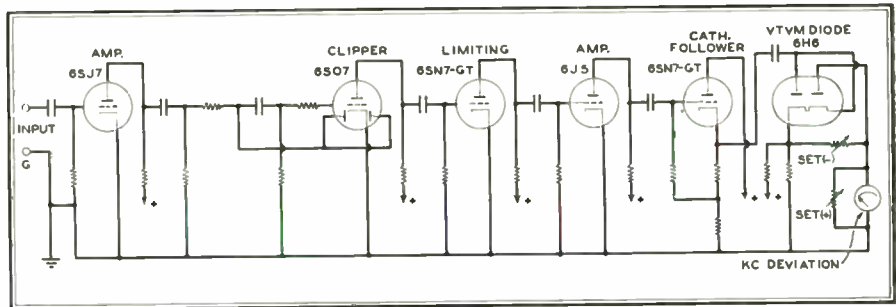 AMP.
6SJ7
CLIPPER
6SQ7
LIMITING
6SN7-GT
AMP.
6J5
CATH.
FOLLOWER
6SN7-GT
VTVM DIODE
6H6
INPUT
G
+
+
+
+
+
+
SET(-)
SET(+)
KC DEVIATION